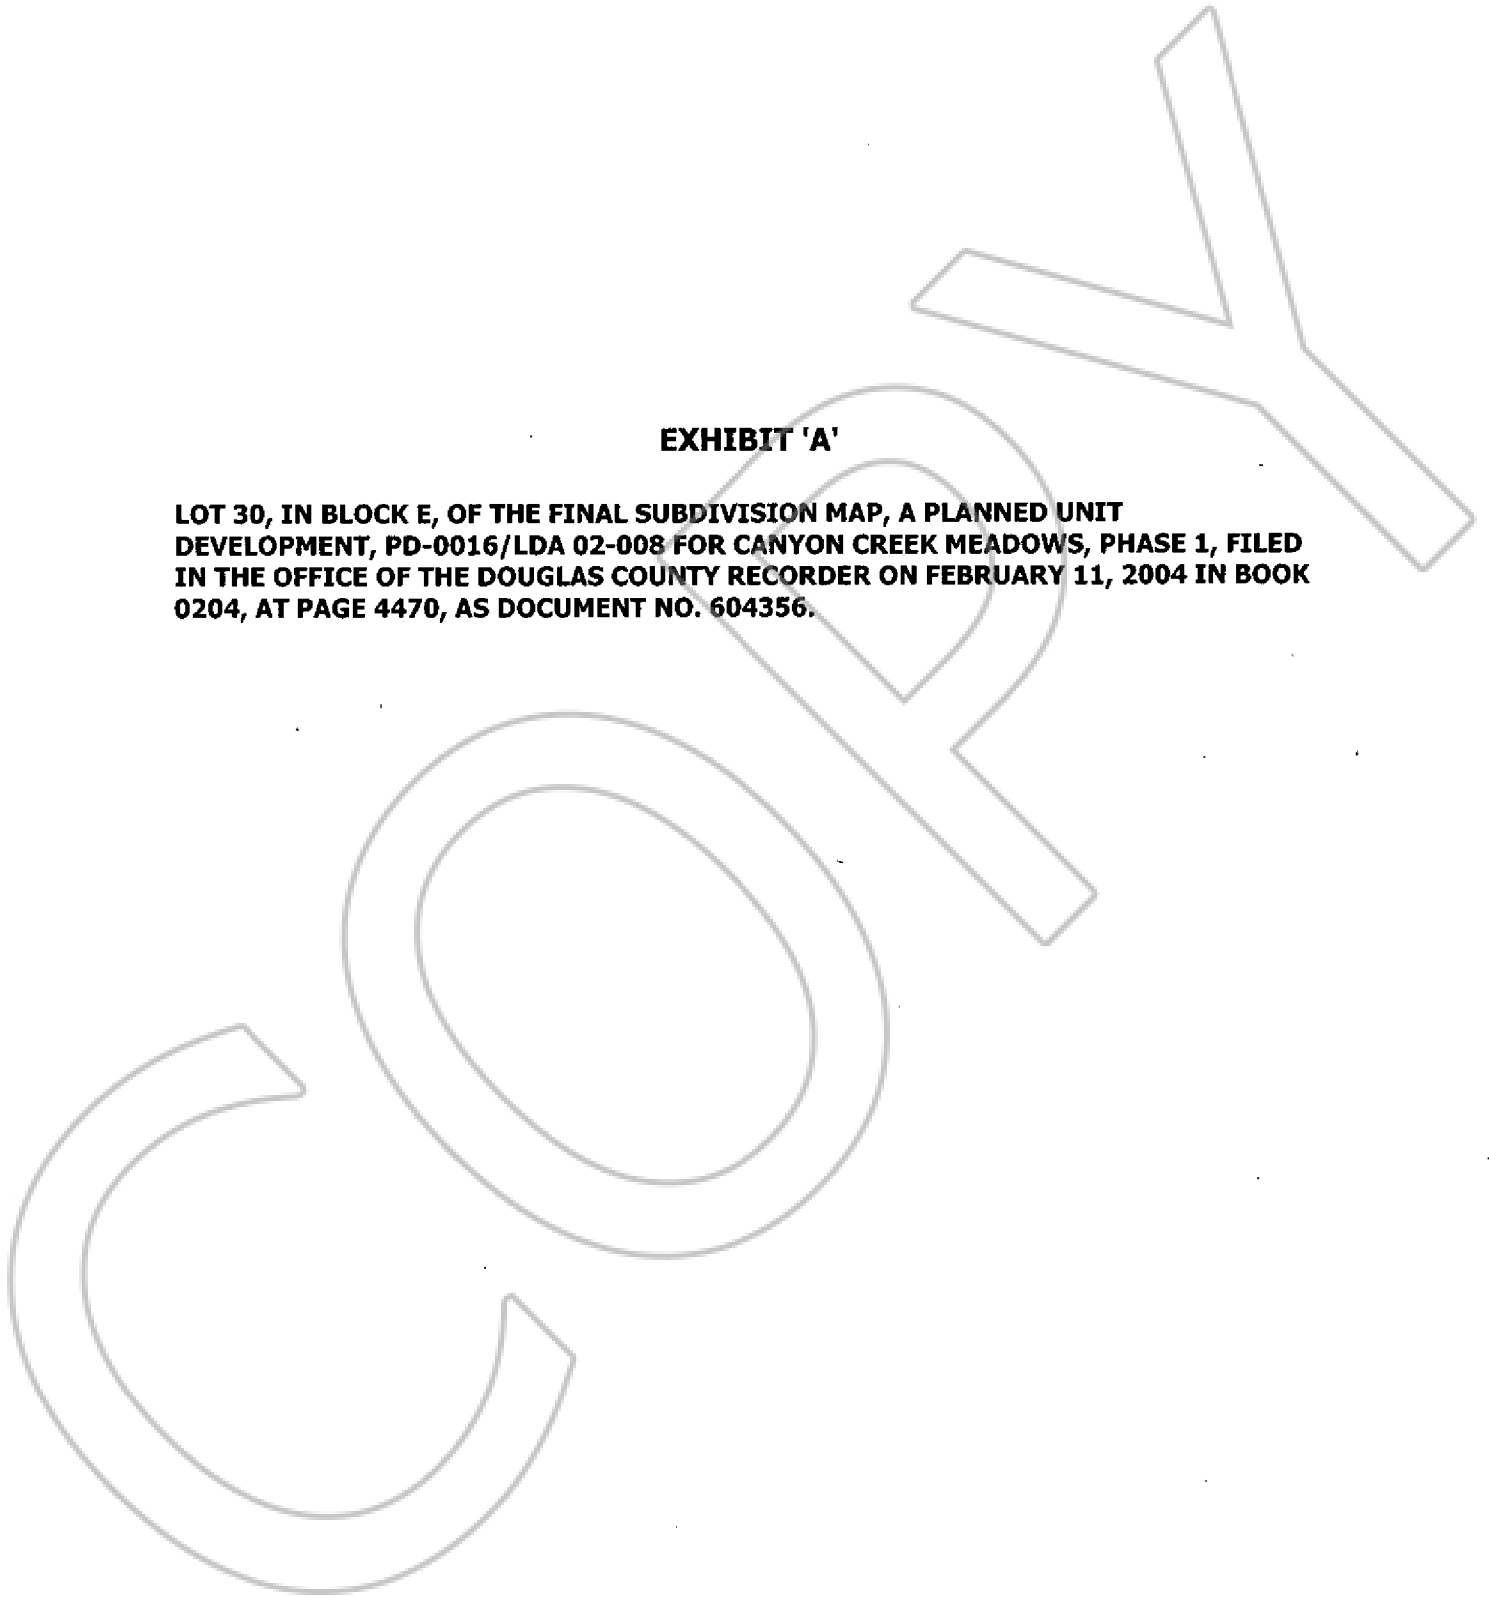 EXHIBIT 'A'
LOT 30, IN BLOCK E, OF THE FINAL SUBDIVISION MAP, A PLANNED UNIT
DEVELOPMENT, PD-0016/LDA 02-008 FOR CANYON CREEK MEADOWS, PHASE 1, FILED
IN THE OFFICE OF THE DOUGLAS COUNTY RECORDER ON FEBRUARY 11, 2004 IN BOOK
0204, AT PAGE 4470, AS DOCUMENT NO. 604356.
COPY